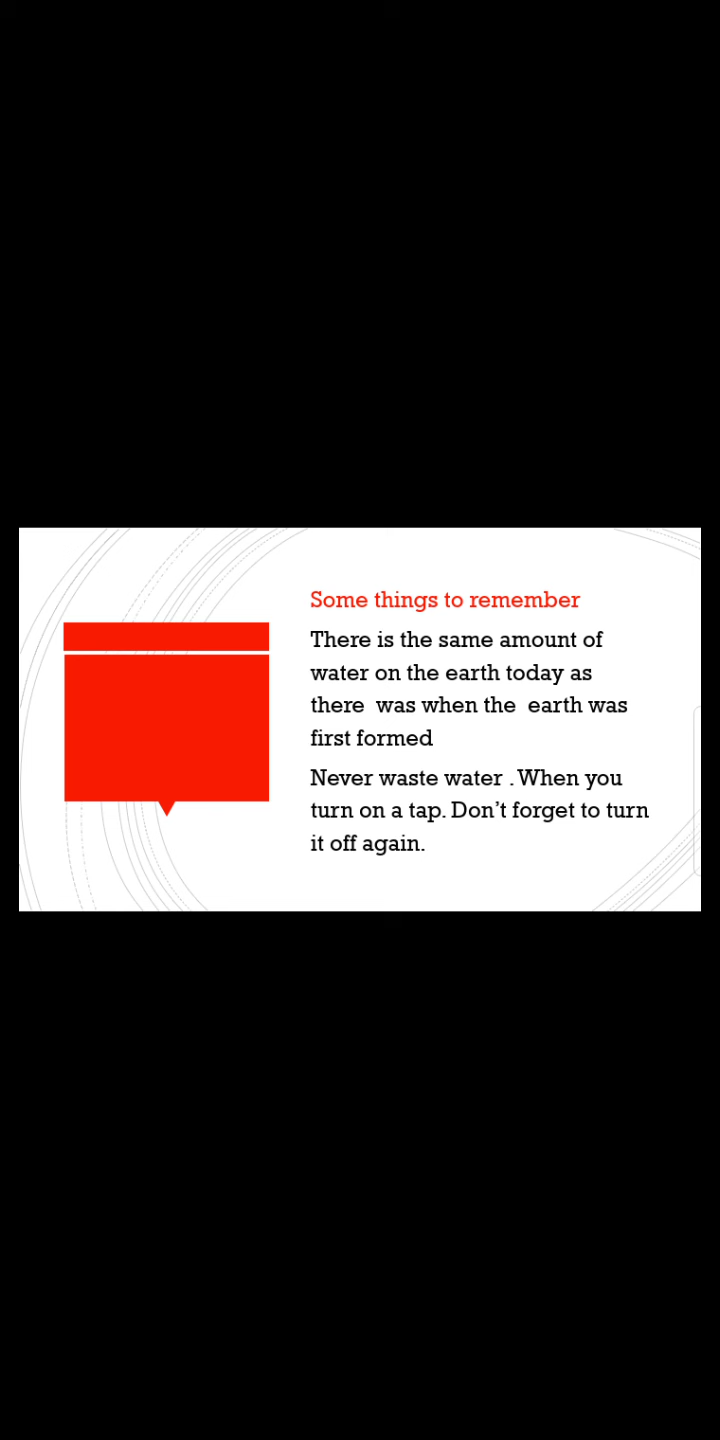 Some things to remember
There is the same amount of
water on the earth today as
there  was when the  earth was
first formed
Never waste water . When you
turn on a tap. Don’t forget to turn
it off again.